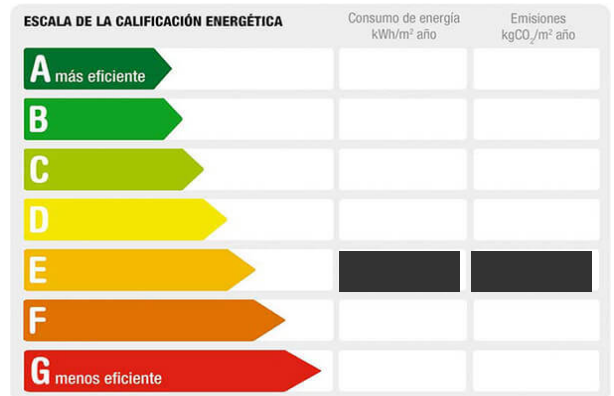 ESCALA DE LA CALIFICACIÓN ENERGÉTICA
Consumo de energía
kWh/m² año
Emisiones
kgCO₂/m² año
A más eficiente
B
C
D
E
F
G menos eficiente